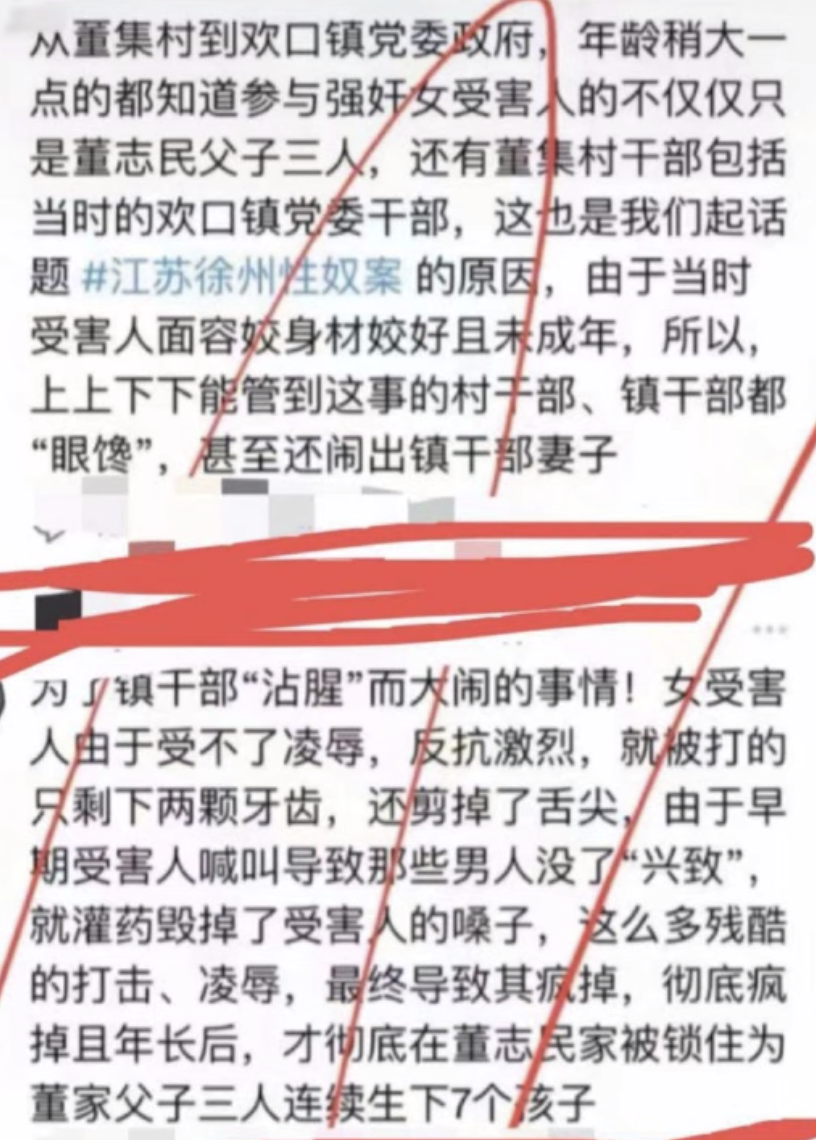 从董集村到欢口镇党委政府，年龄稍大一
点的都知道参与强奸女受害人的不仅仅只
是董志民父子三人，还有董集村干部包括
当时的欢口镇党委干部，这也是我们起话
题 #江苏徐州性奴案 的原因，由于当时
受害人面容姣身材姣好且未成年，所以，
上上下下能管到这事的村干部、镇干部都
“眼馋”，甚至还闹出镇干部妻子
为了镇干部“沾腥”而大闹的事情！女受害
人由于受不了凌辱，反抗激烈，就被打的
只剩下两颗牙齿，还剪掉了舌尖，由于早
期受害人喊叫导致那些男人没了“兴致”，
就灌药毁掉了受害人的嗓子，这么多残酷
的打击、凌辱，最终导致其疯掉，彻底疯
掉且年长后，才彻底在董志民家被锁住为
董家父子三人连续生下7个孩子